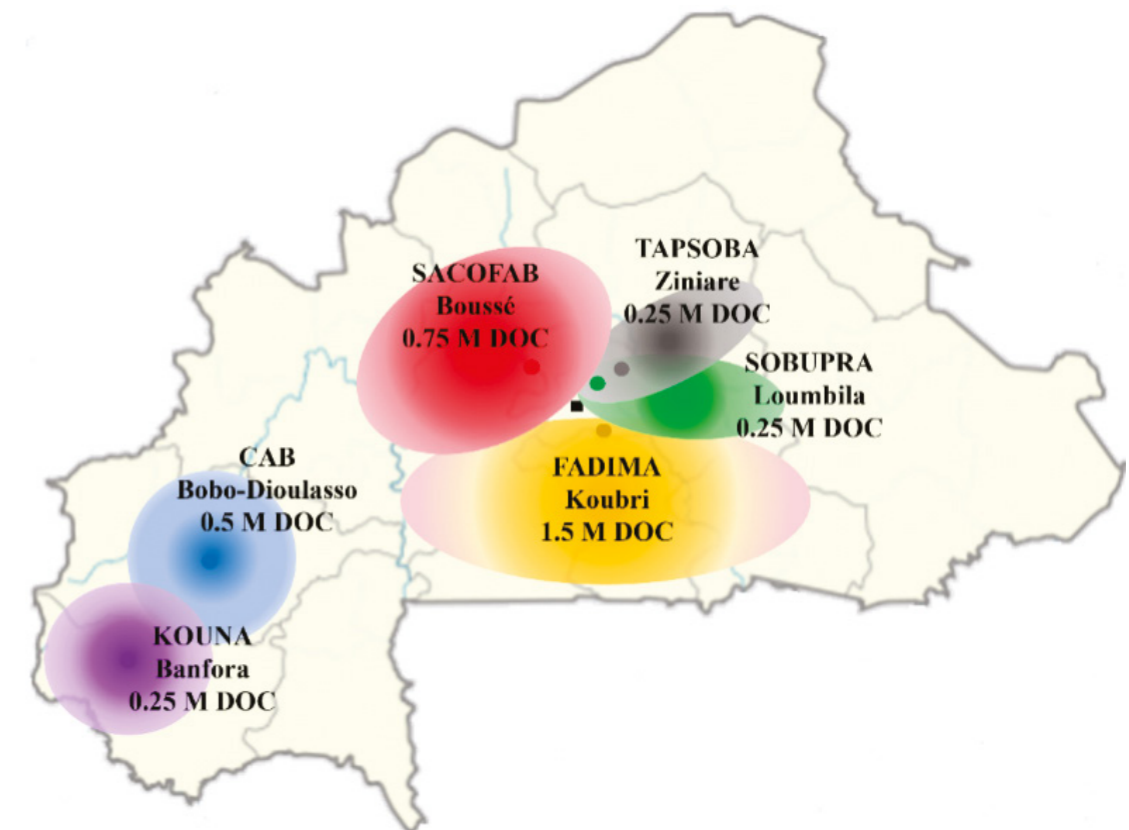 SACOFAB
Boussé
0.75 M DOC
TAPSOBA
Ziniare
0.25 M DOC
SOBUPRA
Loumbila
0.25 M DOC
FADIMA
Koubri
1.5 M DOC
CAB
Bobo-Dioulasso
0.5 M DOC
KOUNA
Banfora
0.25 M DOC